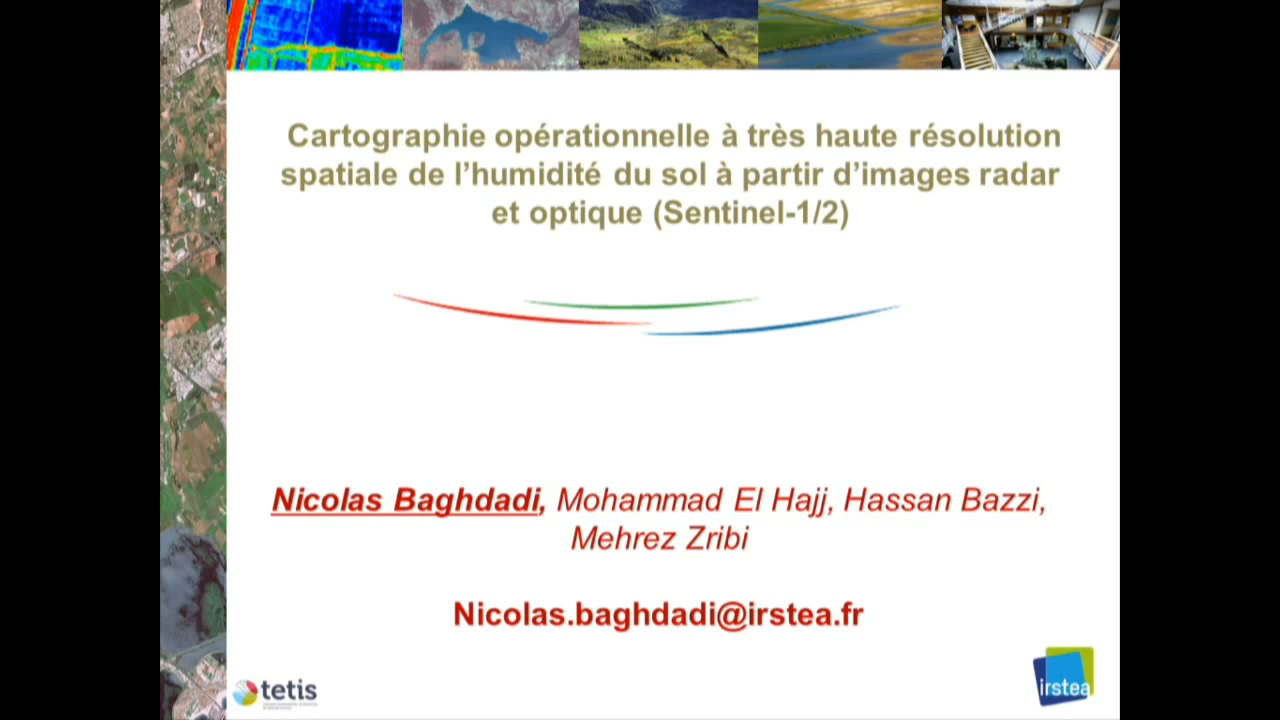 Cartographie opérationnelle à très haute résolution
spatiale de l’humidité du sol à partir d’images radar
et optique (Sentinel-1/2)
Nicolas Baghdadi, Mohammad El Hajj, Hassan Bazzi,
Mehrez Zribi
Nicolas.baghdadi@irstea.fr
tetis
irstea